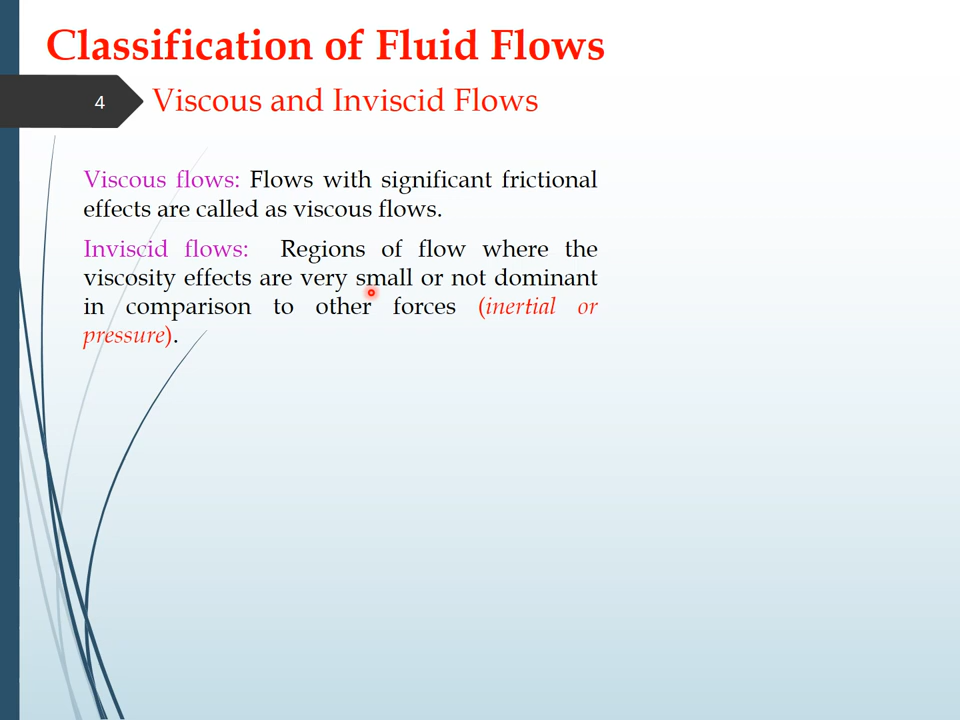 Classification of Fluid Flows
4
Viscous and Inviscid Flows
Viscous flows: Flows with significant frictional
effects are called as viscous flows.
Inviscid flows: Regions of flow where the
viscosity effects are very small or not dominant
in comparison to other forces (inertial or
pressure).